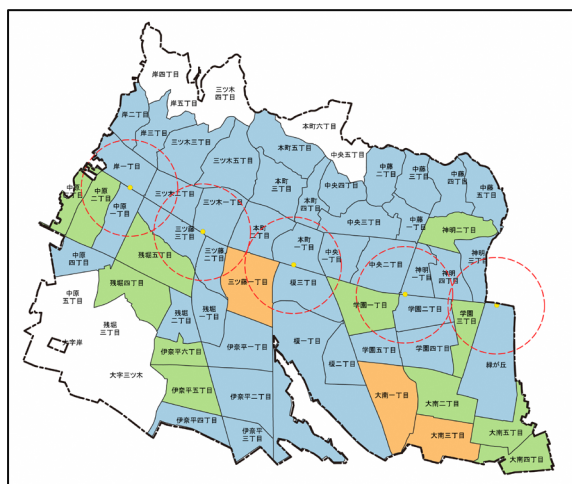 岸四丁目
岸五丁目
三ツ木
四丁目
岸二丁目
岸三丁目
三ツ木三丁目
本町六丁目
本町五丁目
中央五丁目
岸一丁目
三ツ木五丁目
本町
三丁目
中央四丁目
本町
四丁目
中藤
二丁目
中藤
三丁目
中藤
四丁目
中藤
五丁目
中原
三丁目
中原
二丁目
中原
一丁目
三ツ木二丁目
三ツ木一丁目
本町
二丁目
本町
一丁目
中央三丁目
中藤
一丁目
神明二丁目
三ツ藤
三丁目
三ツ藤
二丁目
中央
一丁目
中央二丁目
神明
一丁目
神明
四丁目
神明
三丁目
中原
四丁目
残堀五丁目
残堀四丁目
三ツ藤一丁目
榎三丁目
学園一丁目
学園二丁目
学園
三丁目
中原
五丁目
残堀
三丁目
残堀
二丁目
残堀
一丁目
大字岸
大字三ツ木
伊奈平六丁目
伊奈平一丁目
榎一丁目
榎二丁目
学園五丁目
学園四丁目
緑が丘
伊奈平五丁目
伊奈平二丁目
大南一丁目
大南二丁目
伊奈平四丁目
伊奈平
三丁目
大南三丁目
大南五丁目
大南四丁目